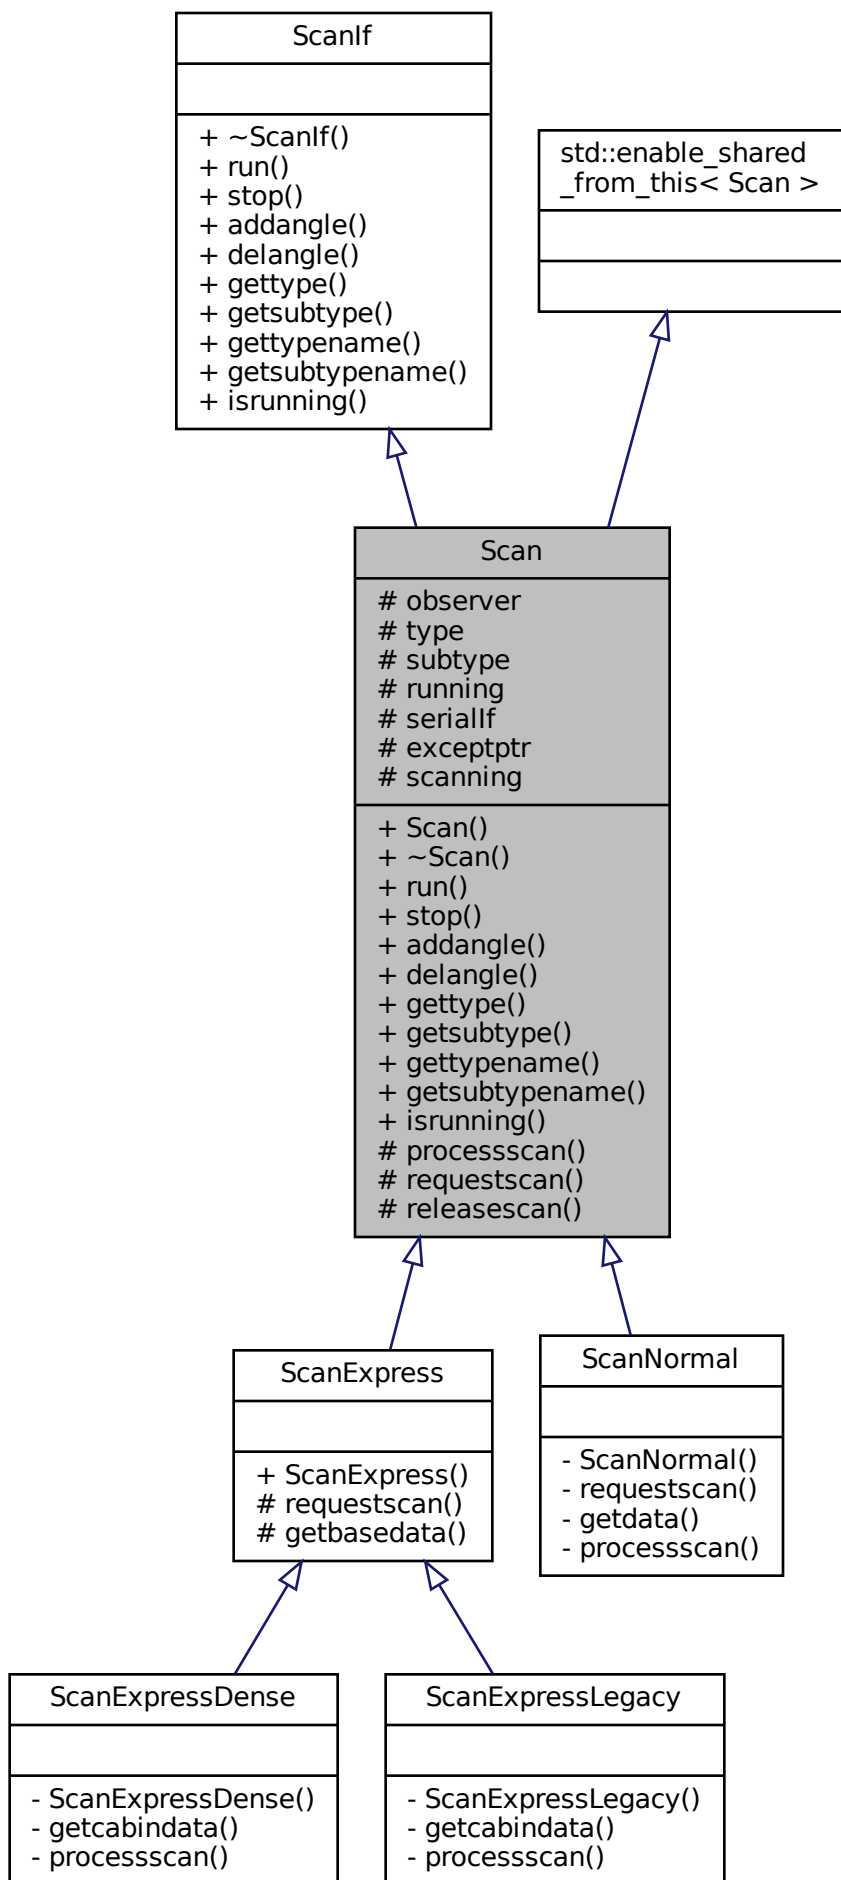 ScanIf
+ ~ScanIf()
+ run()
+ stop()
+ addangle()
+ delangle()
+ gettype()
+ getsubtype()
+ gettypename()
+ getsubtypename()
+ isrunning()
std::enable_shared
_from_this< Scan >
Scan
# observer
# type
# subtype
# running
# serialIf
# exceptptr
# scanning
+ Scan()
+ ~Scan()
+ run()
+ stop()
+ addangle()
+ delangle()
+ gettype()
+ getsubtype()
+ gettypename()
+ getsubtypename()
+ isrunning()
# processscan()
# requestscan()
# releasescan()
ScanExpress
+ ScanExpress()
# requestscan()
# getbasedata()
ScanNormal
- ScanNormal()
- requestscan()
- getdata()
- processscan()
ScanExpressDense
- ScanExpressDense()
- getcabindata()
- processscan()
ScanExpressLegacy
- ScanExpressLegacy()
- getcabindata()
- processscan()